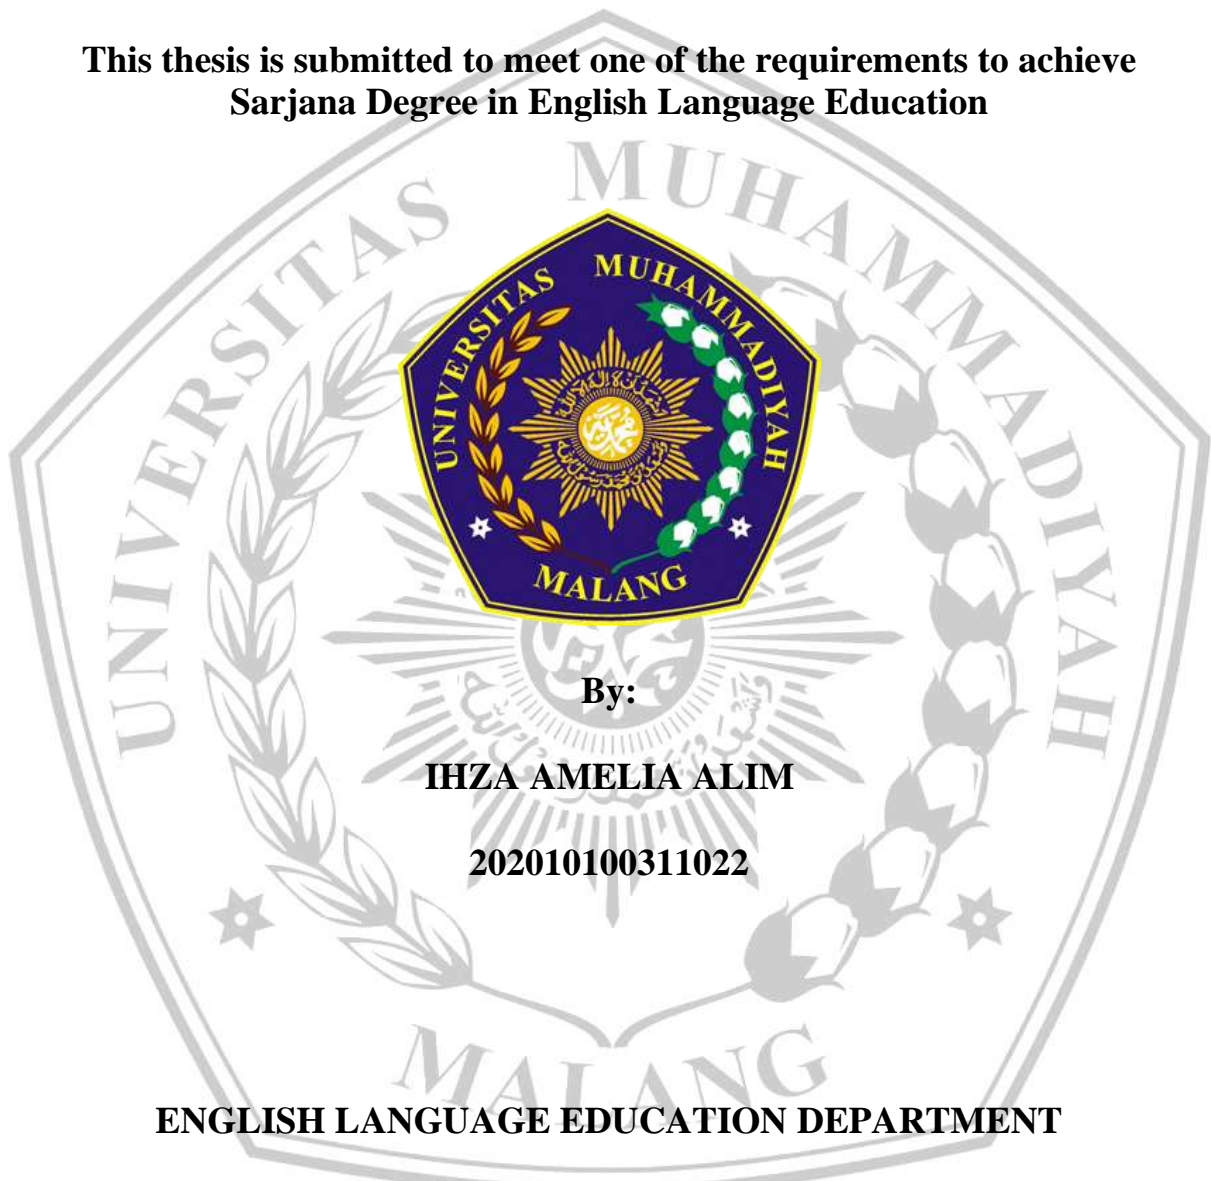 This thesis is submitted to meet one of the requirements to achieve
Sarjana Degree in English Language Education
UNIVERSITAS MUHAMMADIYAH
MALANG
By:
IHZA AMELIA ALIM
202010100311022
ENGLISH LANGUAGE EDUCATION DEPARTMENT
UNIVERSITAS MUHAMMADIYAH
MALANG